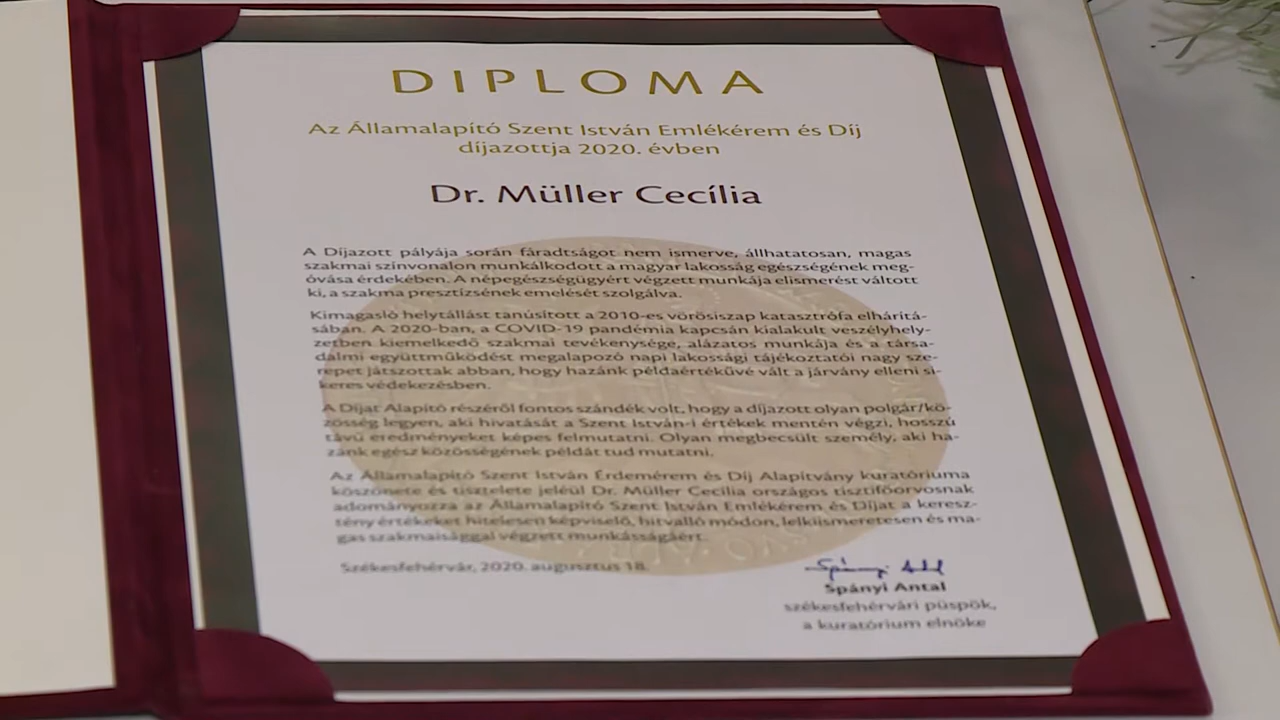 DIPLOMA
Az Államalapító Szent István Emlékérem és Díj
díjazottja 2020. évben
Dr. Müller Cecília
A Díjazott pályája során fáradtságot nem ismerve, állhatatosan, magas
szakmai színvonalon munkálkodott a magyar lakosság egészségének meg-
óvása érdekében. A népegészségügyért végzett munkája elismerést váltott
ki, a szakma presztízsének emelését szolgálva.
Kimagasló helytállást tanúsított a 2010-es vörösiszap katasztrófa elhárítá-
sában. A 2020-ban, a COVID-19 pandémia kapcsán kialakult veszélyhely-
zetben kiemelkedő szakmai tevékenysége, alázatos munkája és a társa-
dalmi együttműködést megalapozó napi lakossági tájékoztatói nagy sze-
repet játszottak abban, hogy hazánk példaértékűvé vált a járvány elleni si-
keres védekezésben.
A Díjat Alapító részéről fontos szándék volt, hogy a díjazott olyan polgár/kö-
zösség legyen, aki hivatását a Szent István-i értékek mentén végzi, hosszú
távú eredményeket képes felmutatni. Olyan megbecsült személy, aki ha-
zánk egész közösségének példát tud mutatni.
Az Államalapító Szent István Érdemérem és Díj Alapítvány kuratóriuma
köszönete és tisztelete jeléül Dr. Müller Cecília országos tisztifőorvosnak
adományozza az Államalapító Szent István Emlékérem és Díjat a keresz-
tény értékeket hitelesen képviselő, hitvalló módon, lelkiismeretesen és ma-
gas szakmaisággal végzett munkásságáért.
Székesfehérvár, 2020. augusztus 18.
Spányi Antal
székesfehérvári püspök,
a kuratórium elnöke